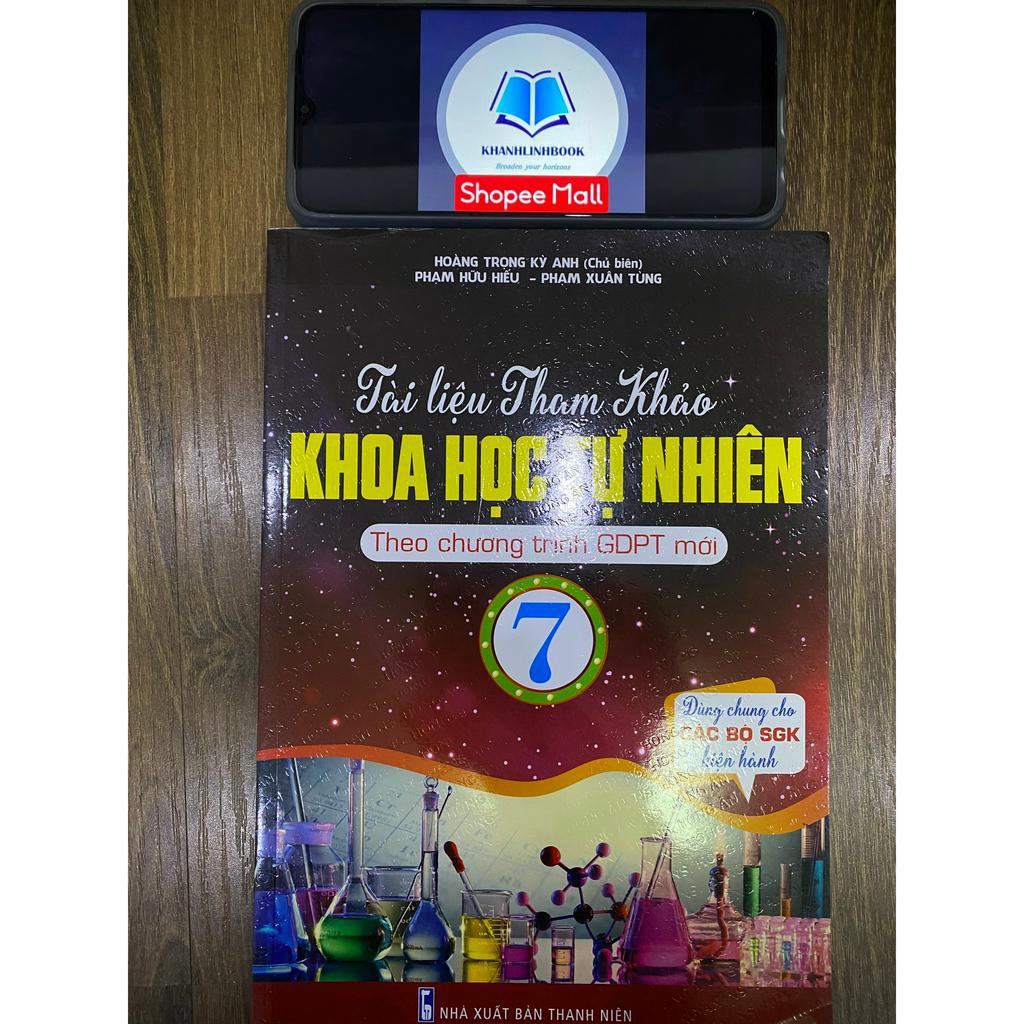 KHANHLINHBOOK
Broaden your horizons
Shopee Mall
HOÀNG TRỌNG KỲ ANH (Chủ biên)
PHẠM HỮU HIẾU - PHẠM XUÂN TÙNG
Tài liệu Tham Khảo
KHOA HỌC TỰ NHIÊN
Theo chương trình GDPT mới
7
Dùng chung cho
CÁC BỘ SGK
hiện hành
NHÀ XUẤT BẢN THANH NIÊN